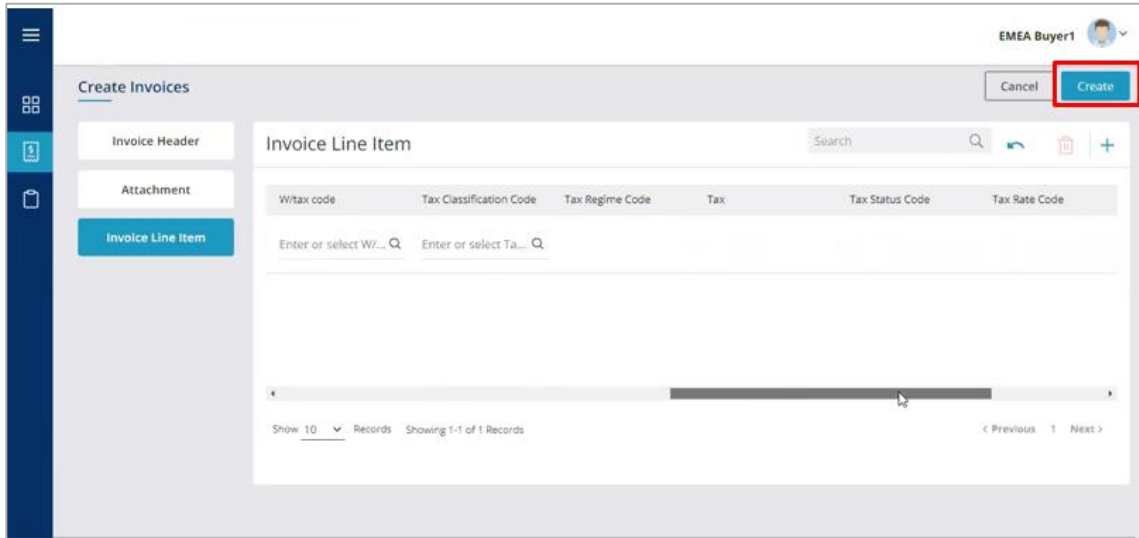 EMEA Buyer1
Create Invoices
Cancel
Create
Invoice Header
Attachment
Invoice Line Item
Invoice Line Item
Search
W/tax code Tax Classification Code Tax Regime Code Tax Tax Status Code Tax Rate Code
Enter or select W/... Enter or select Ta...
Show 10 Records Showing 1-1 of 1 Records
< Previous 1 Next >